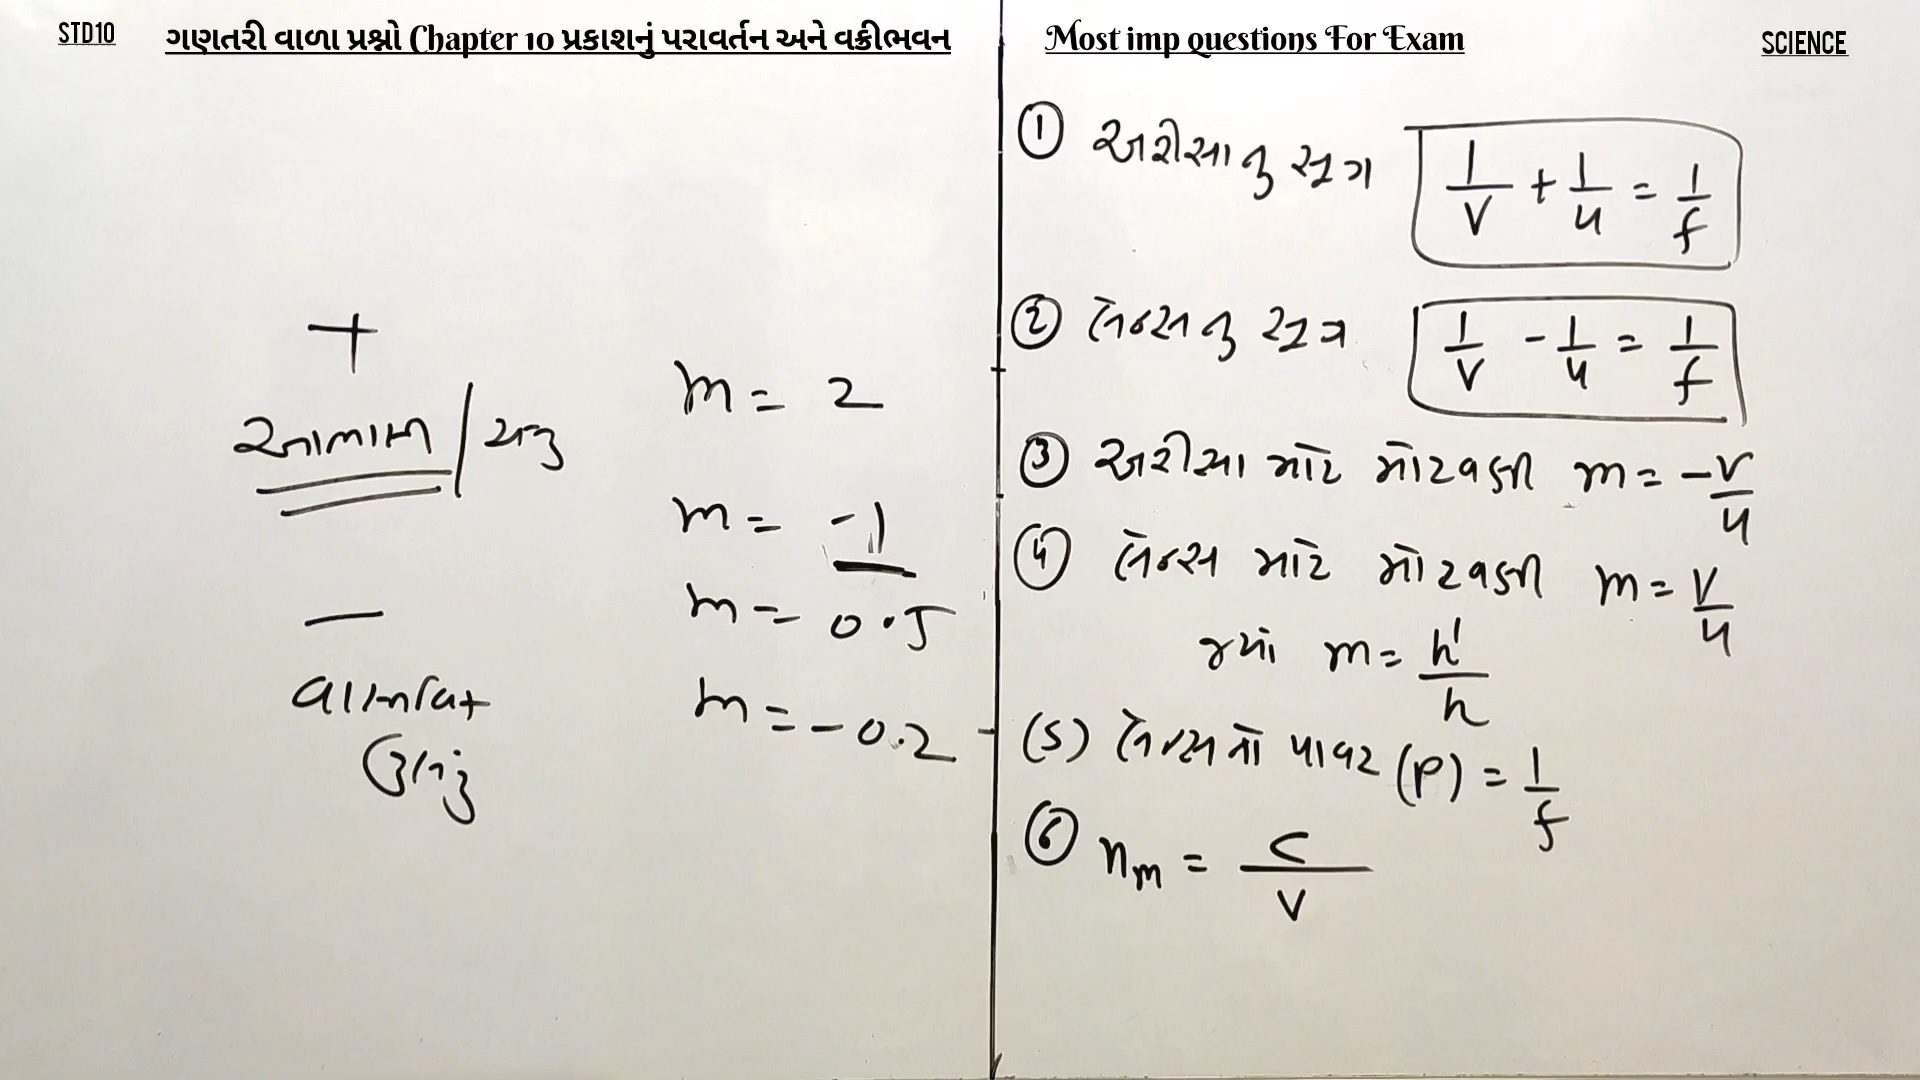 STD10
ગણતરી વાળા પ્રશ્નો Chapter 10 પ્રકાશનું પરાવર્તન અને વક્રીભવન
Most imp questions For Exam
SCIENCE
+
આભાસી / ચત્તુ
—
વાસ્તવિક
ઉલટું
m = 2
m = -1
m = 0.5
m = -0.2
① અરીસાનુ સુત્ર 1/v + 1/u = 1/f
② લેન્સનુ સુત્ર 1/v - 1/u = 1/f
③ અરીસા માટે મોટવણી m = -v/u
④ લેન્સ માટે મોટવણી m = v/u
જ્યાં m = h'/h
(5) લેન્સનો પાવર (P) = 1/f
⑥ nm = c/v